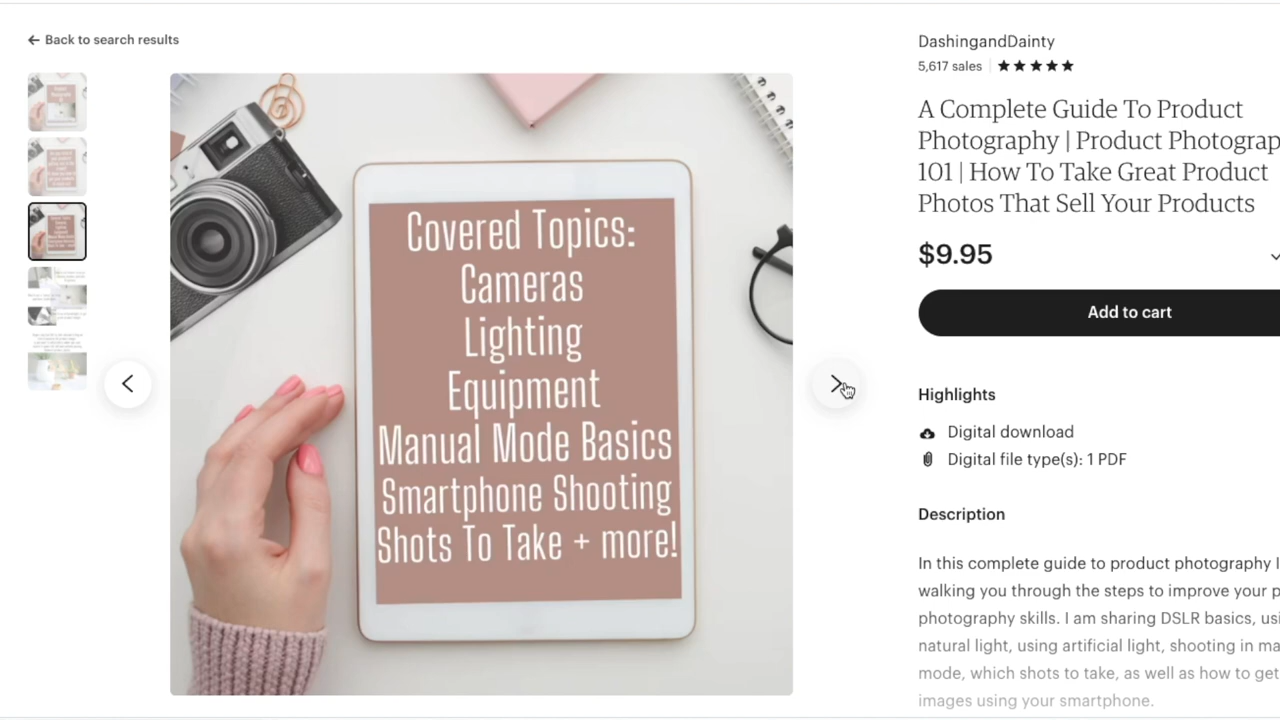 Back to search results
Covered Topics:
Cameras
Lighting
Equipment
Manual Mode Basics
Smartphone Shooting
Shots To Take + more!
DashingandDainty
5,617 sales
A Complete Guide To Product
Photography | Product Photograp
101 | How To Take Great Product
Photos That Sell Your Products
$9.95
Add to cart
Highlights
Digital download
Digital file type(s): 1 PDF
Description
In this complete guide to product photography I
walking you through the steps to improve your p
photography skills. I am sharing DSLR basics, usi
natural light, using artificial light, shooting in ma
mode, which shots to take, as well as how to get
images using your smartphone.